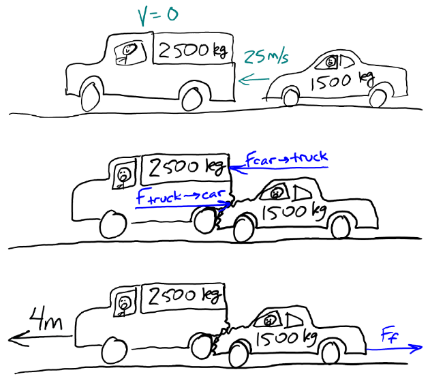 V=0
2500 kg
25 m/s
1500 kg
Fcar→truck
2500 kg
Ftruck→car
1500 kg
2500 kg
4m
1500 kg
Ff